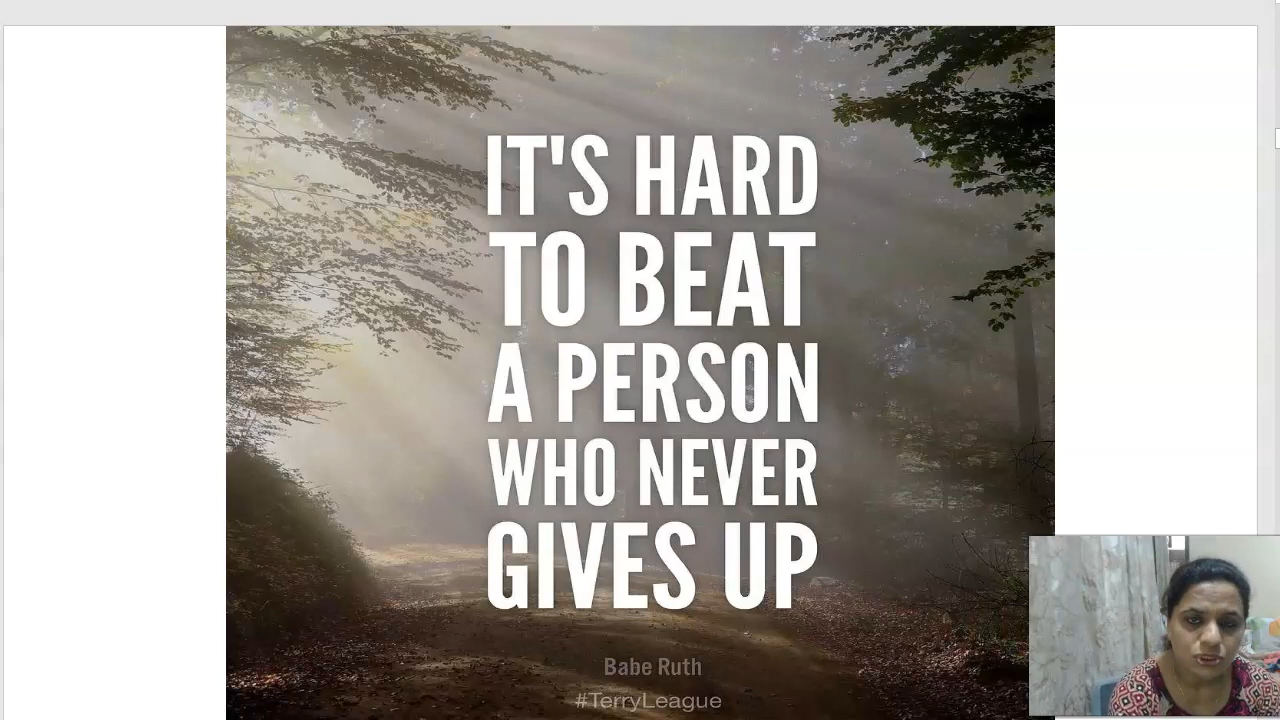 IT'S HARD
TO BEAT
A PERSON
WHO NEVER
GIVES UP
Babe Ruth
#TerryLeague